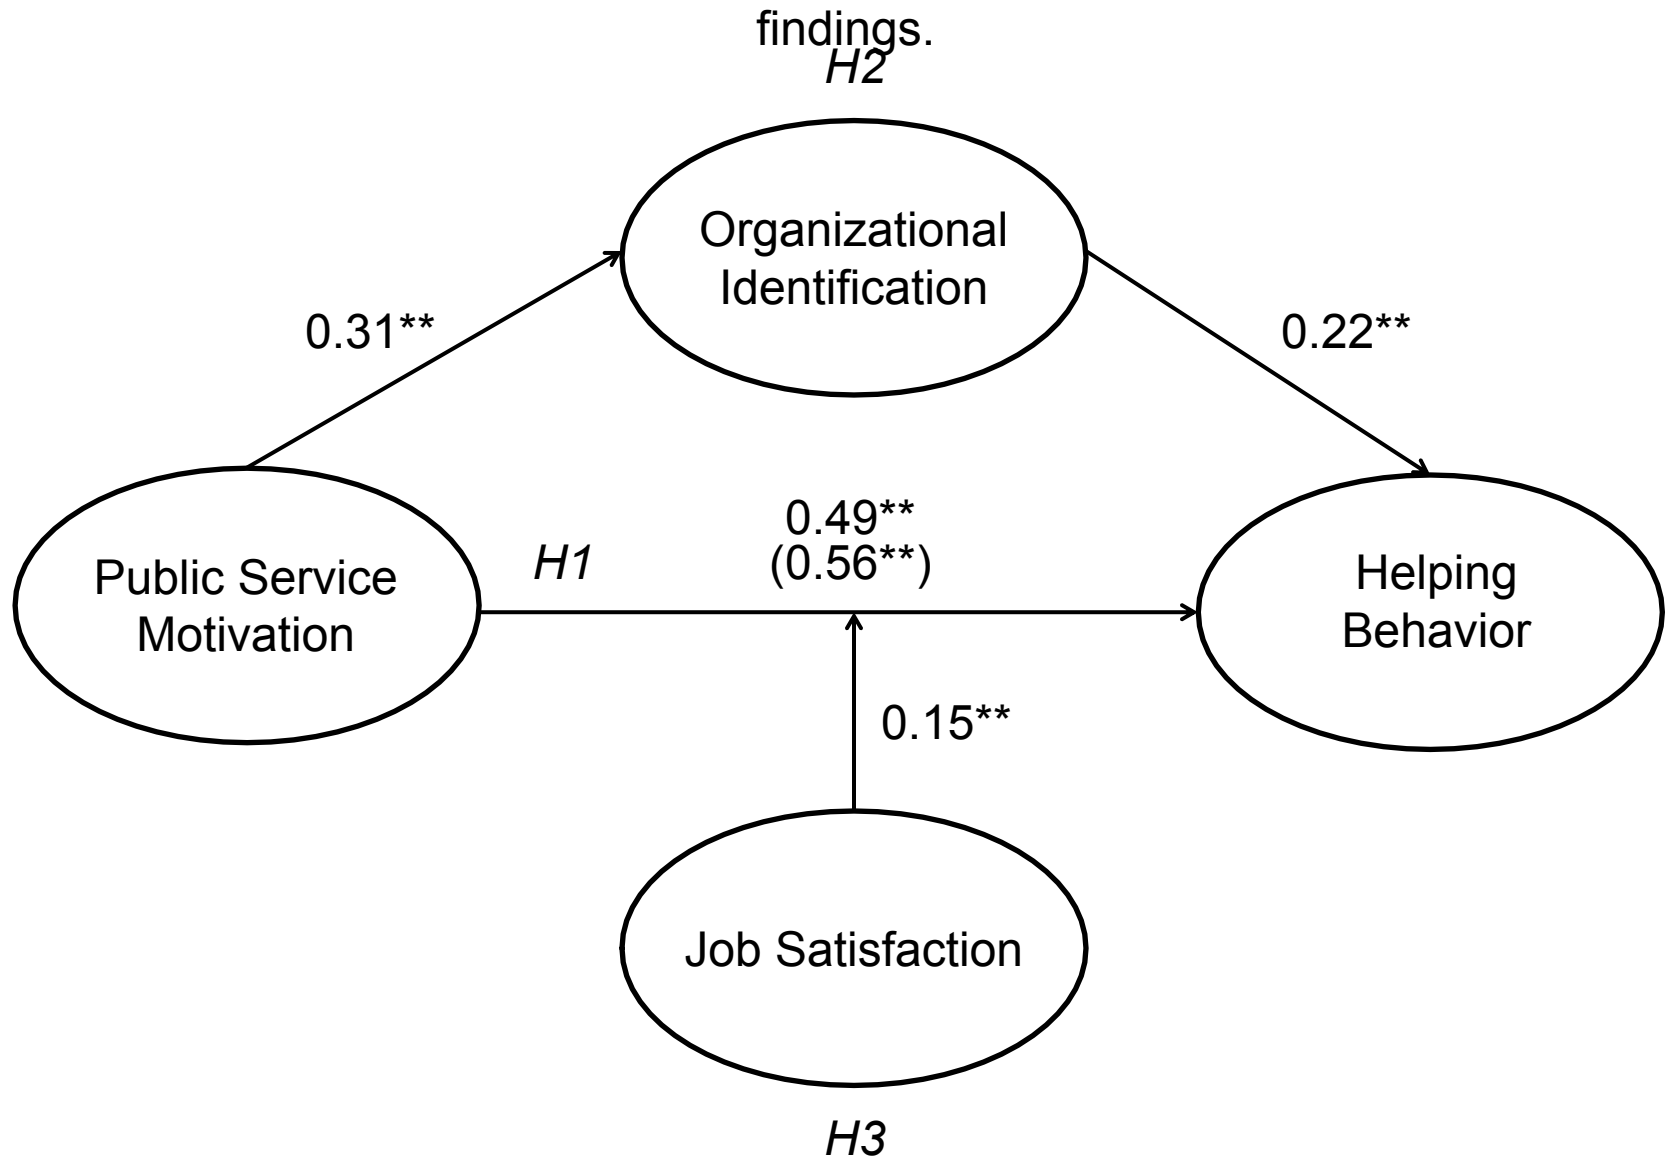 findings.
H2
Organizational
Identification
0.31**
0.22**
0.49**
(0.56**)
H1
Public Service
Motivation
Helping
Behavior
0.15**
Job Satisfaction
H3